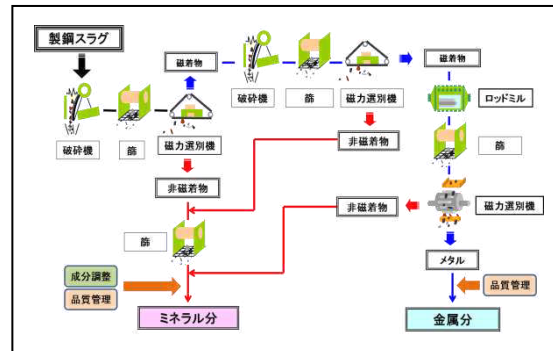 製鋼スラグ
磁着物
磁着物
破砕機
篩
磁力選別機
ロッドミル
破砕機
篩
磁力選別機
非磁着物
篩
非磁着物
非磁着物
磁力選別機
篩
メタル
成分調整
品質管理
品質管理
ミネラル分
金属分